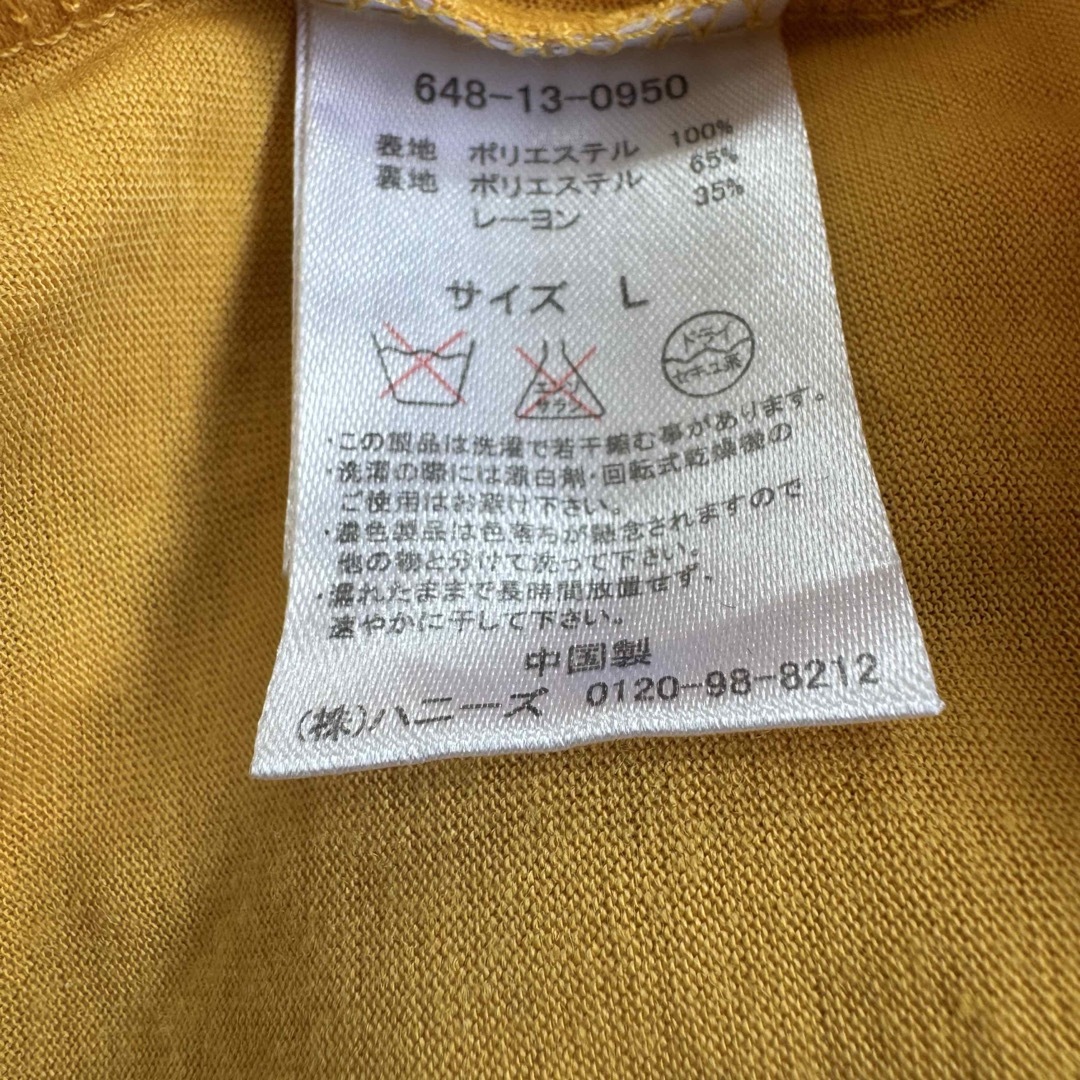 648-13-0950
表地 ポリエステル 100%
裏地 ポリエステル 65%
レーヨン 35%
サイズ L
エンソ
サラシ
ドライ
セキユ系
・この製品は洗濯で若干縮む事があります。
・洗濯の際には漂白剤・回転式乾燥機の
ご使用はお避け下さい。
・濃色製品は色落ちが懸念されますので
他の物と分けて洗って下さい。
・濡れたままで長時間放置せず、
速やかに干して下さい。
中国製
(株)ハニーズ 0120-98-8212